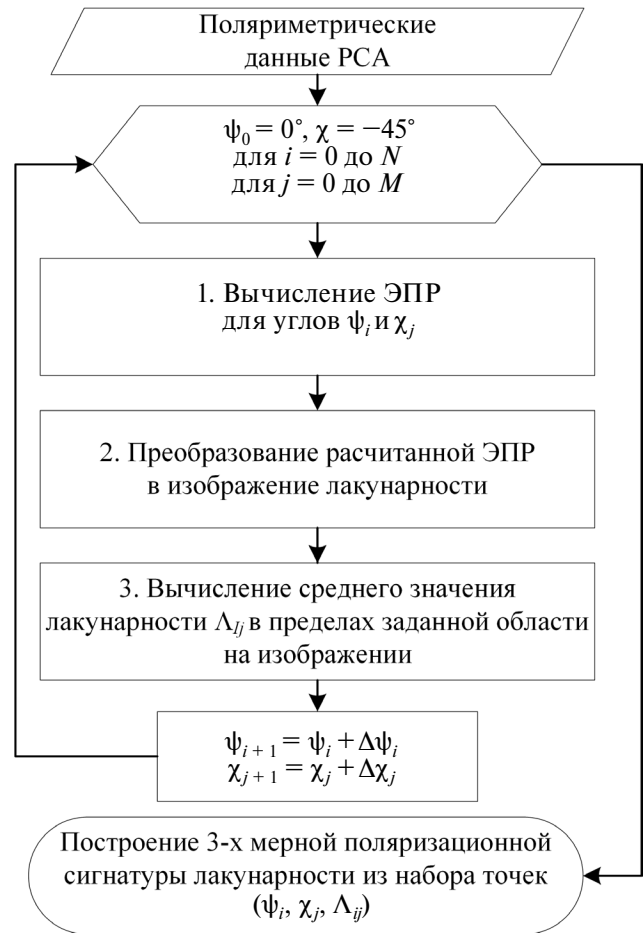 Поляриметрические
данные РСА
ψ₀ = 0°, χ = −45°
для i = 0 до N
для j = 0 до M
1. Вычисление ЭПР
для углов ψᵢ и χⱼ
2. Преобразование расчитанной ЭПР
в изображение лакунарности
3. Вычисление среднего значения
лакунарности Λ_Ij в пределах заданной области
на изображении
ψᵢ ₊ ₁ = ψᵢ + Δψᵢ
χⱼ ₊ ₁ = χⱼ + Δχⱼ
Построение 3-х мерной поляризационной
сигнатуры лакунарности из набора точек
(ψᵢ, χⱼ, Λᵢⱼ)